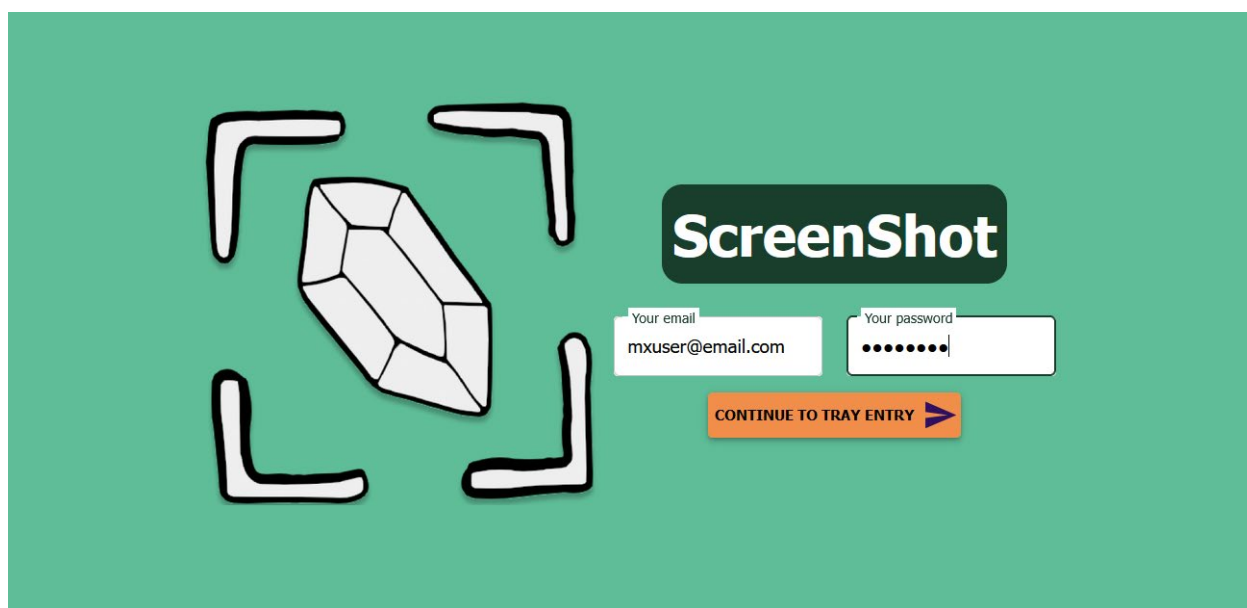 ScreenShot
Your email
mxuser@email.com
Your password
••••••••
CONTINUE TO TRAY ENTRY